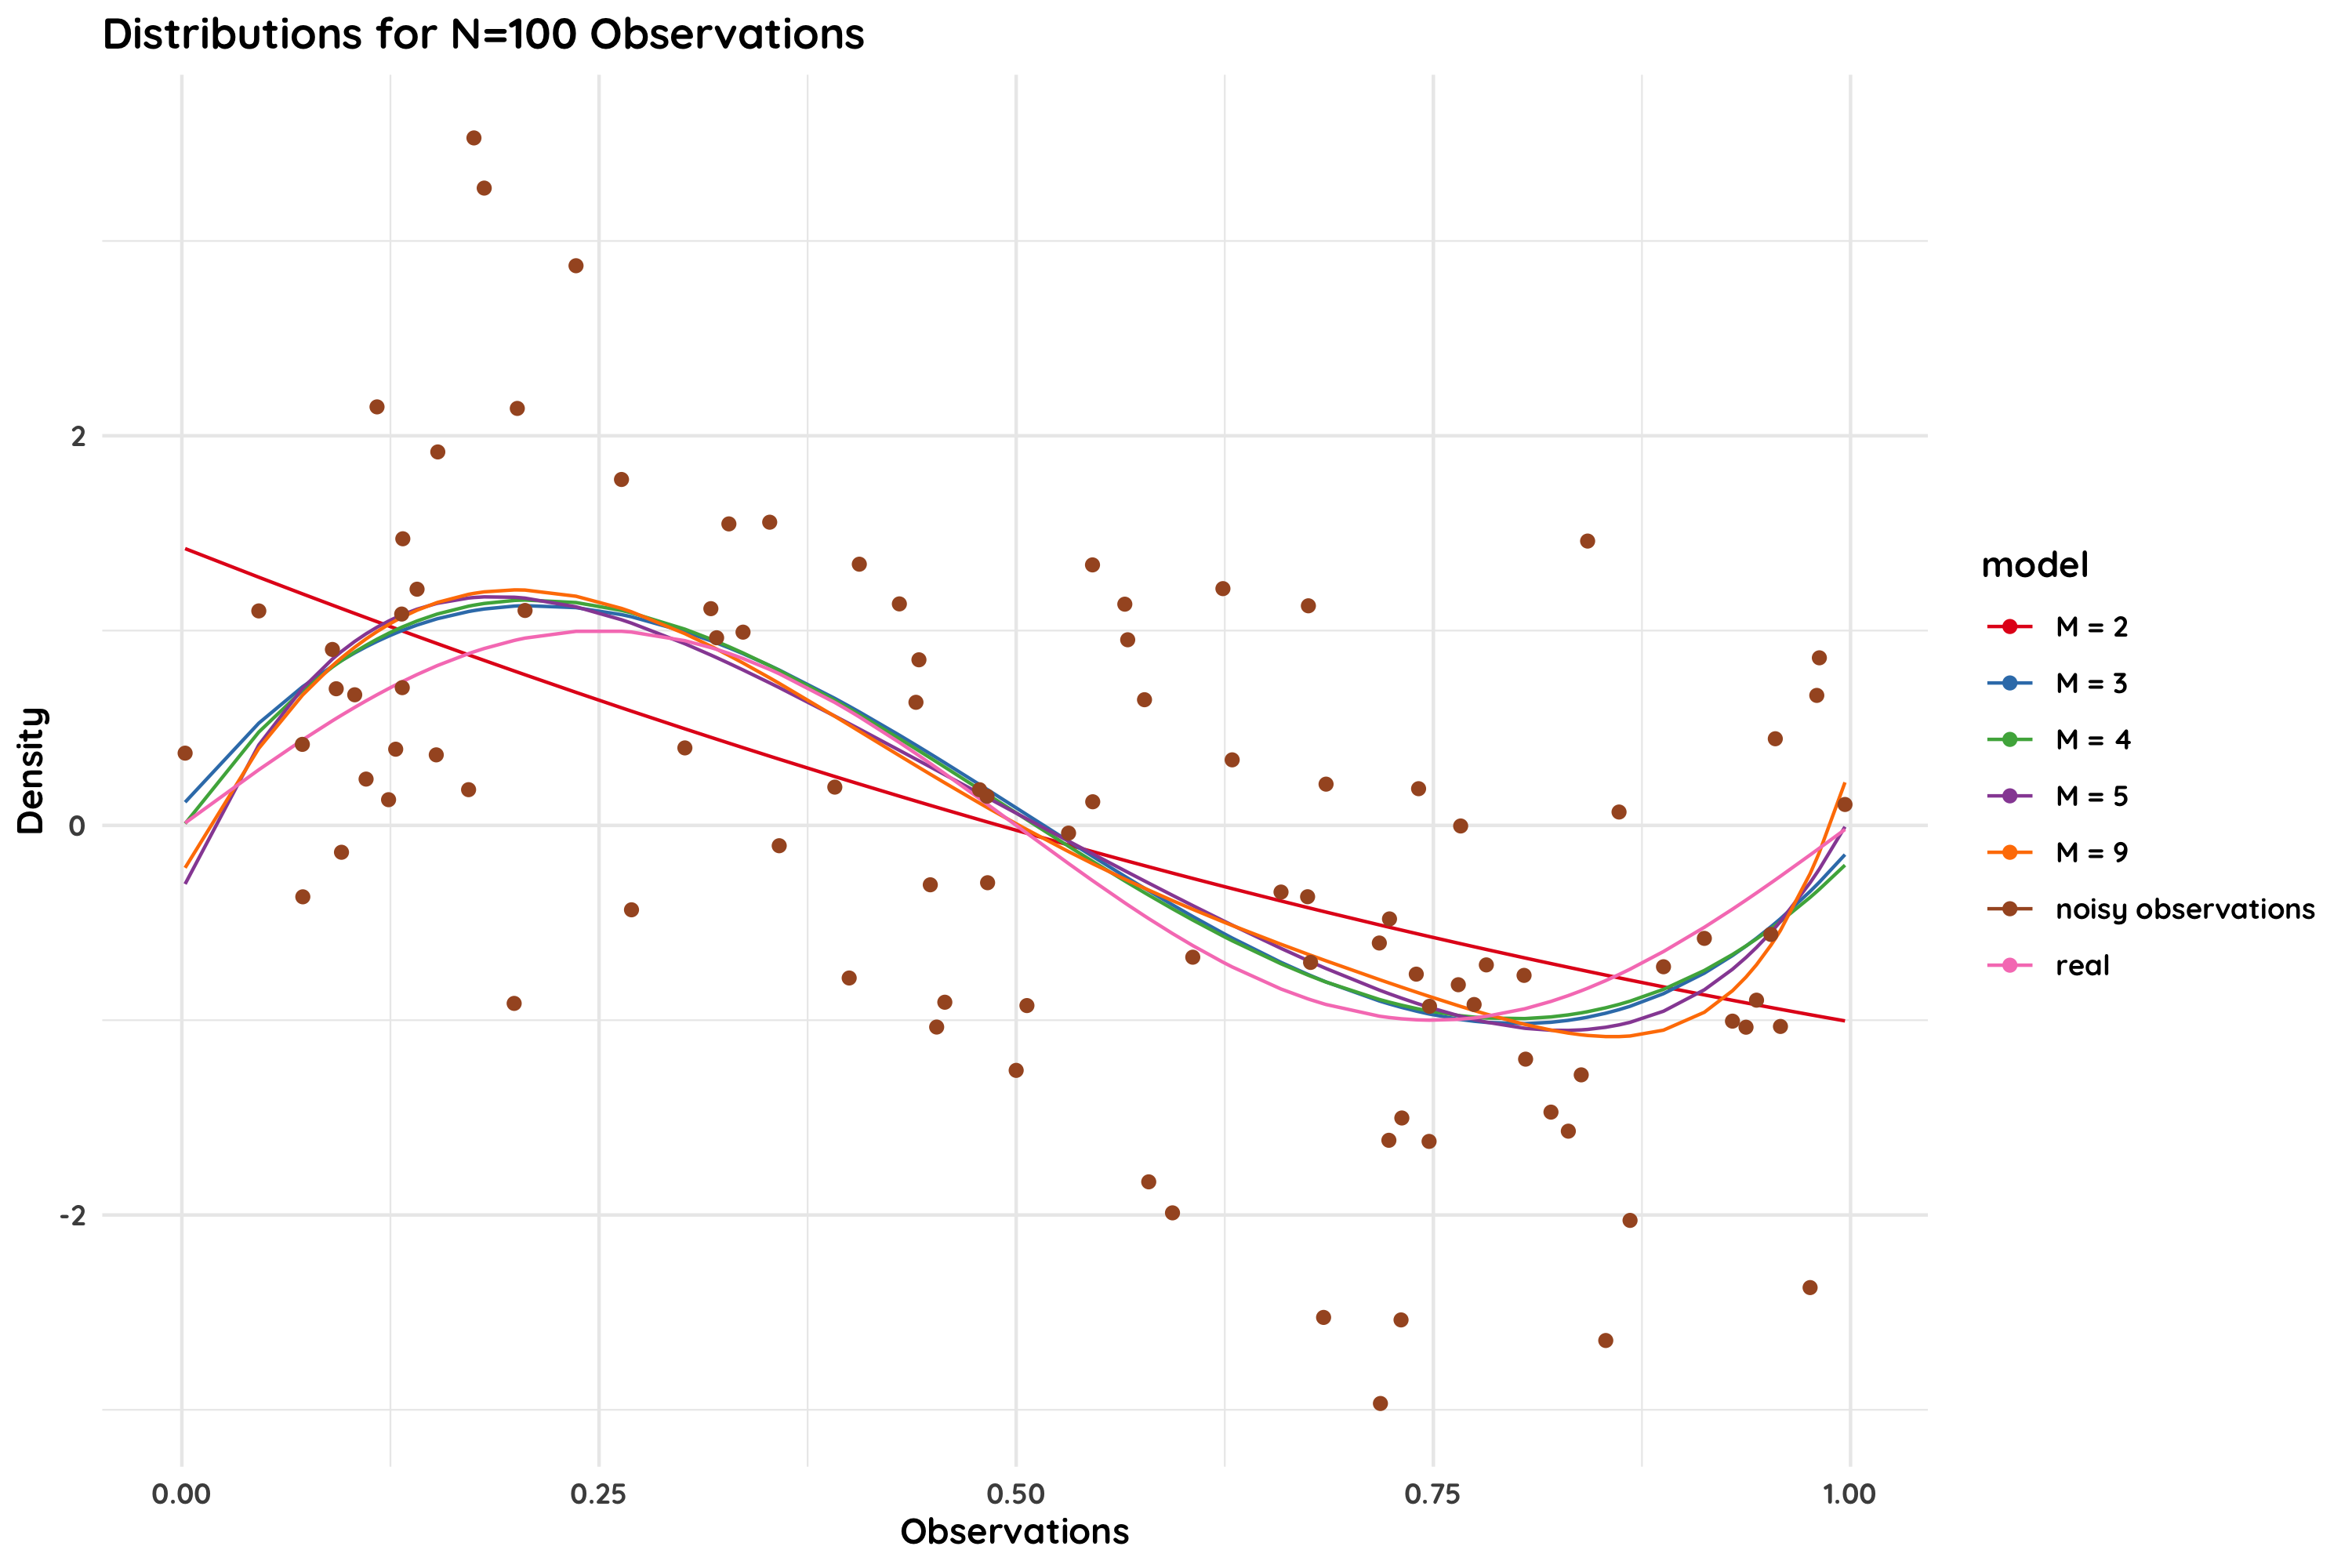 Distributions for N=100 Observations
Density
2
0
-2
0.00 0.25 0.50 0.75 1.00
Observations
model
M = 2
M = 3
M = 4
M = 5
M = 9
noisy observations
real